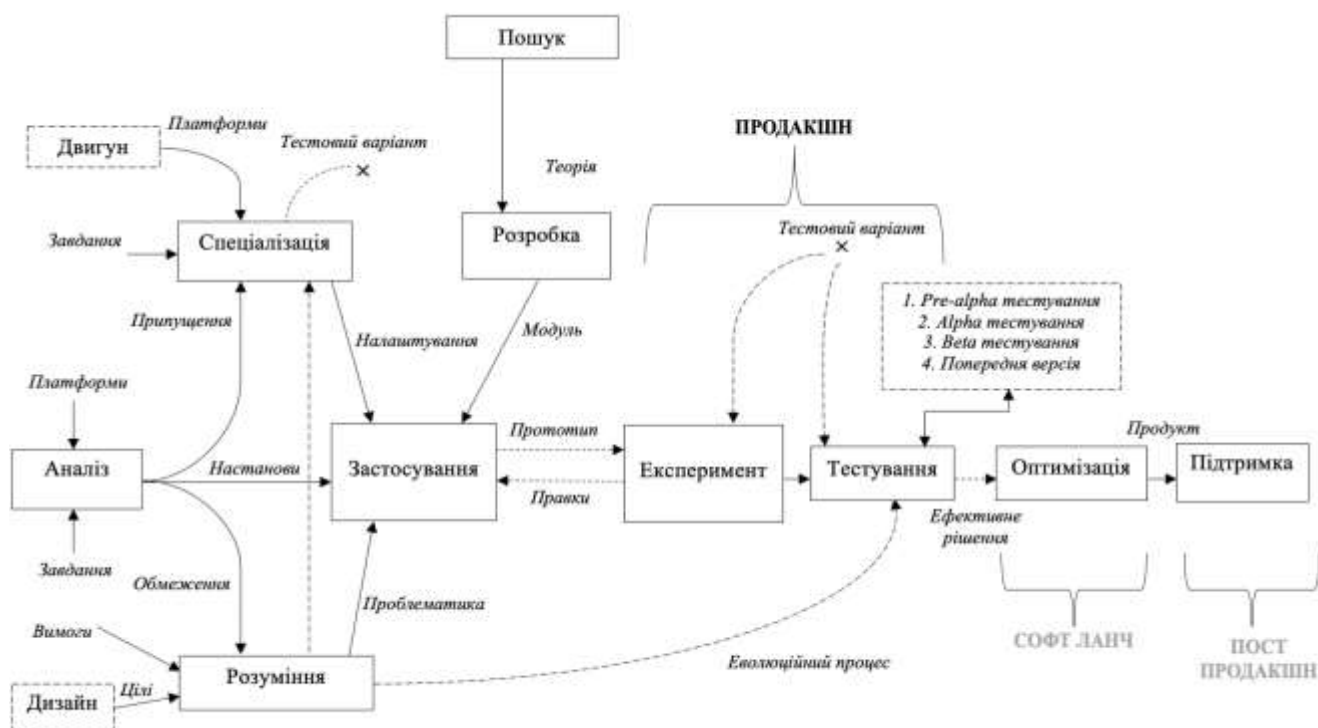 Пошук
Платформи
Двигун
Тестовий варіант
ПРОДАКШН
Теорія
Завдання
Спеціалізація
Розробка
Тестовий варіант
1. Pre-alpha тестування
2. Alpha тестування
3. Beta тестування
4. Попередня версія
Припущення
Налаштування
Модуль
Платформи
Аналіз
Настанови
Застосування
Прототип
Правки
Експеримент
Тестування
Ефективне
рішення
Оптимізація
Продукт
Підтримка
Завдання
Обмеження
Проблематика
Вимоги
Розуміння
Дизайн
Цілі
Еволюційний процес
СОФТ ЛАНЧ
ПОСТ
ПРОДАКШН